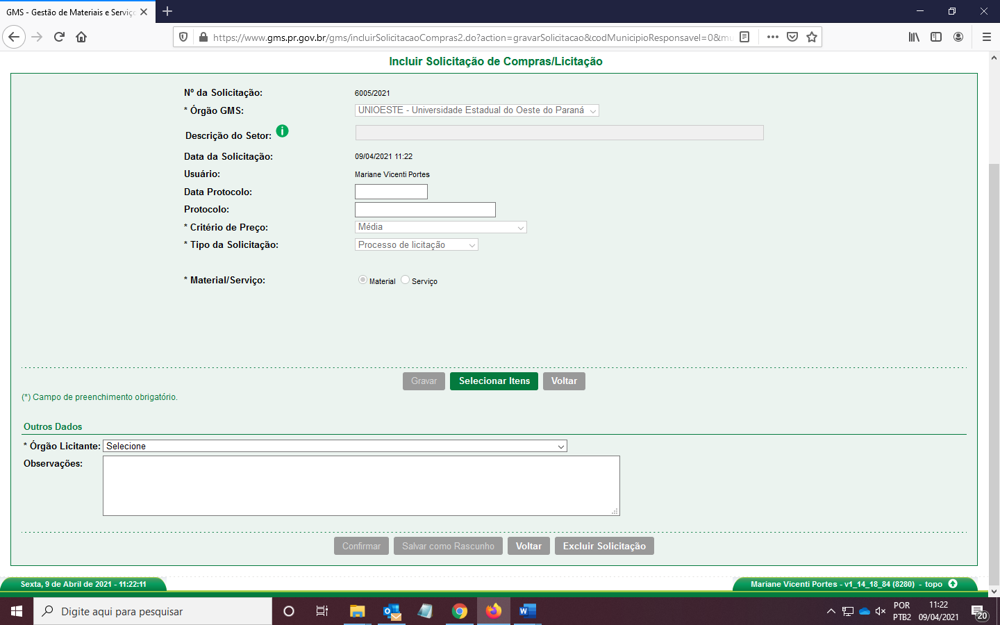 GMS - Gestão de Materiais e Serviço
https://www.gms.pr.gov.br/gms/incluirSolicitacaoCompras2.do?action=gravarSolicitacao&codMunicipioResponsavel=0&mu
Incluir Solicitação de Compras/Licitação
Nº da Solicitação: 6005/2021
* Órgão GMS: UNIOESTE - Universidade Estadual do Oeste do Paraná
Descrição do Setor:
Data da Solicitação: 09/04/2021 11:22
Usuário: Mariane Vicenti Portes
Data Protocolo:
Protocolo:
* Critério de Preço: Média
* Tipo da Solicitação: Processo de licitação
* Material/Serviço: Material Serviço
Gravar Selecionar Itens Voltar
(*) Campo de preenchimento obrigatório.
Outros Dados
* Órgão Licitante: Selecione
Observações:
Confirmar Salvar como Rascunho Voltar Excluir Solicitação
Sexta, 9 de Abril de 2021 - 11:22:11 Mariane Vicenti Portes - v1_14_18_84 (8280) - topo
Digite aqui para pesquisar
POR 11:22
PTB2 09/04/2021 20